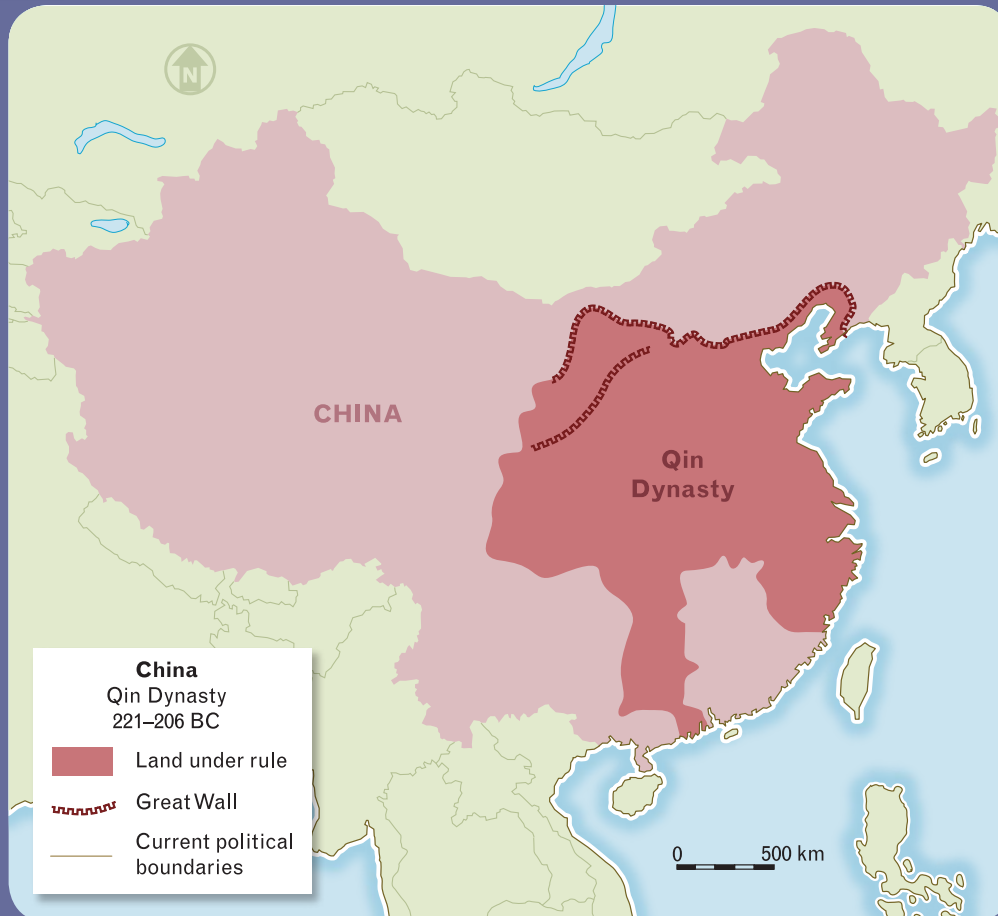 N
CHINA
Qin
Dynasty
China
Qin Dynasty
221–206 BC
Land under rule
Great Wall
Current political
boundaries
0 500 km